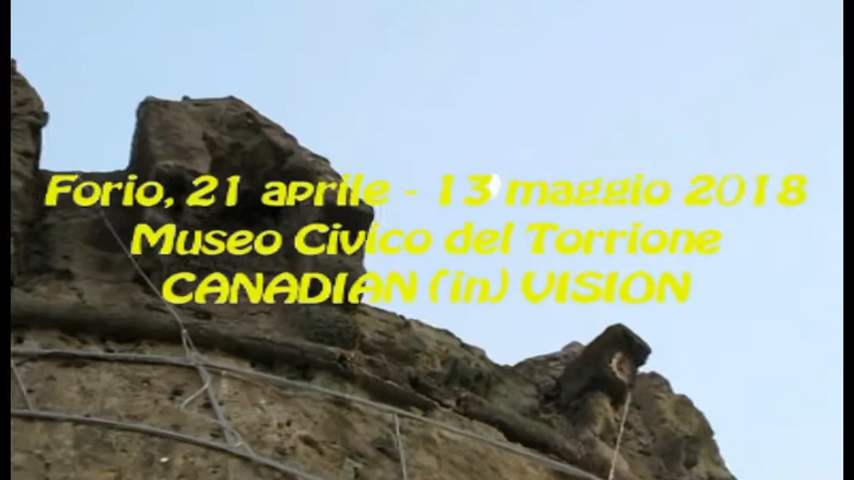 Forio, 21 aprile - 13 maggio 2018
Museo Civico del Torrione
CANADIAN (in) VISION